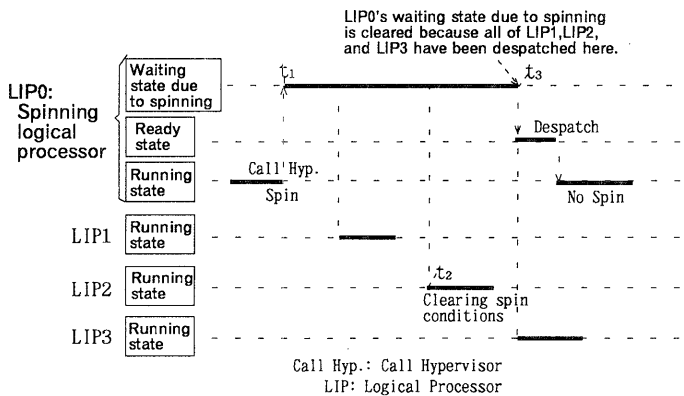 LIP0's waiting state due to spinning
is cleared because all of LIP1,LIP2,
and LIP3 have been despatched here.
LIP0:
Spinning
logical
processor
Waiting
state due
to spinning
t1
t3
Ready
state
Despatch
Running
state
Call Hyp.
Spin
No Spin
LIP1
Running
state
LIP2
Running
state
t2
Clearing spin
conditions
LIP3
Running
state
Call Hyp.: Call Hypervisor
LIP: Logical Processor